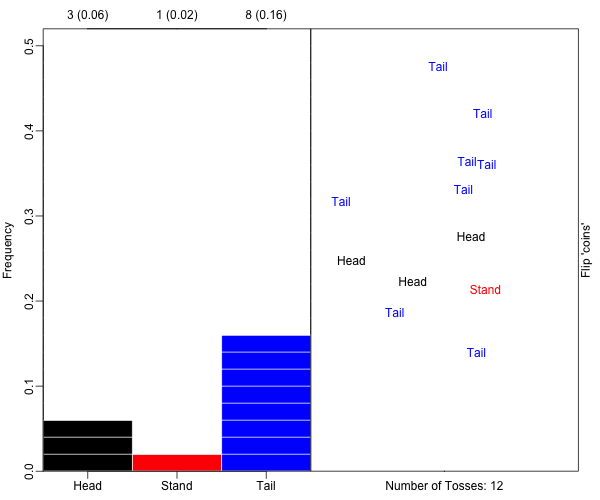 3 (0.06) 1 (0.02) 8 (0.16)
Frequency
0.5
0.4
0.3
0.2
0.1
0.0
Head Stand Tail
Tail
Tail
Tail Tail
Tail
Tail
Head
Head
Head
Stand
Tail
Tail
Number of Tosses: 12
Flip 'coins'